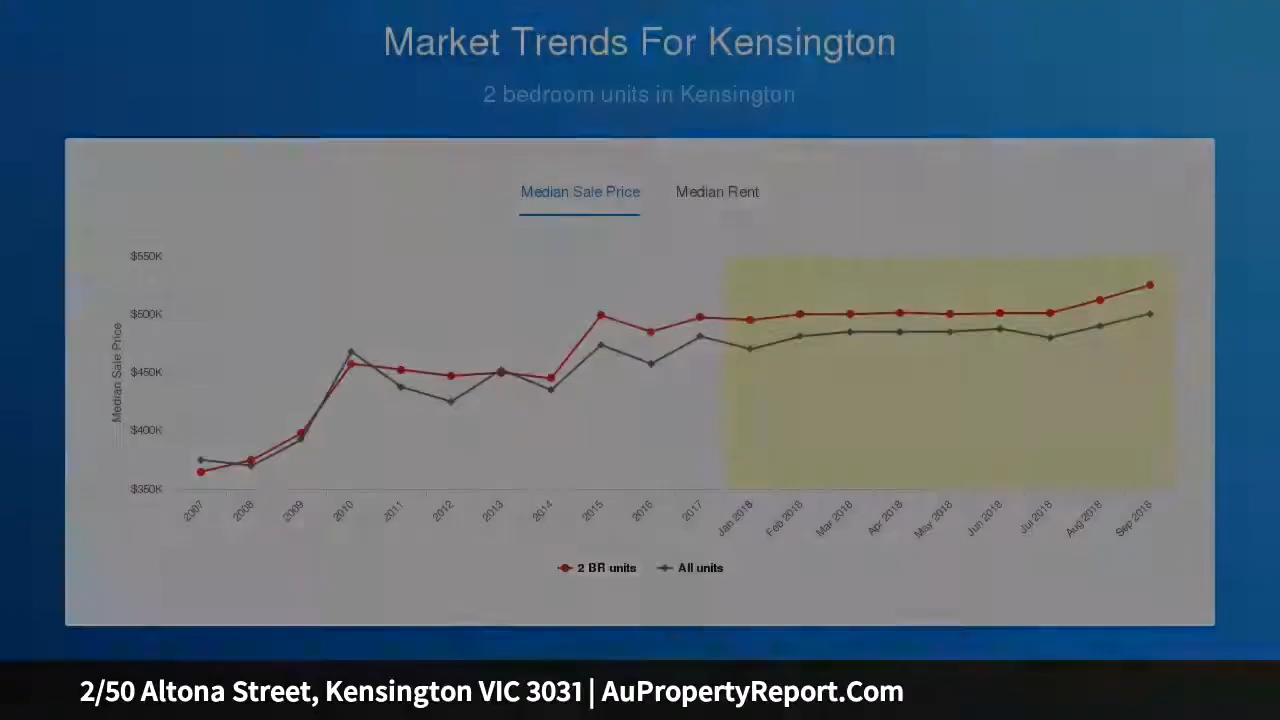 Market Trends For Kensington
2 bedroom units in Kensington
Median Sale Price Median Rent
$550K
$500K
$450K
$400K
$350K
Median Sale Price
2007 2008 2009 2010 2011 2012 2013 2014 2015 2016 2017 Jan 2018 Feb 2018 Mar 2018 Apr 2018 May 2018 Jun 2018 Jul 2018 Aug 2018 Sep 2018
2 BR units All units
2/50 Altona Street, Kensington VIC 3031 | AuPropertyReport.Com